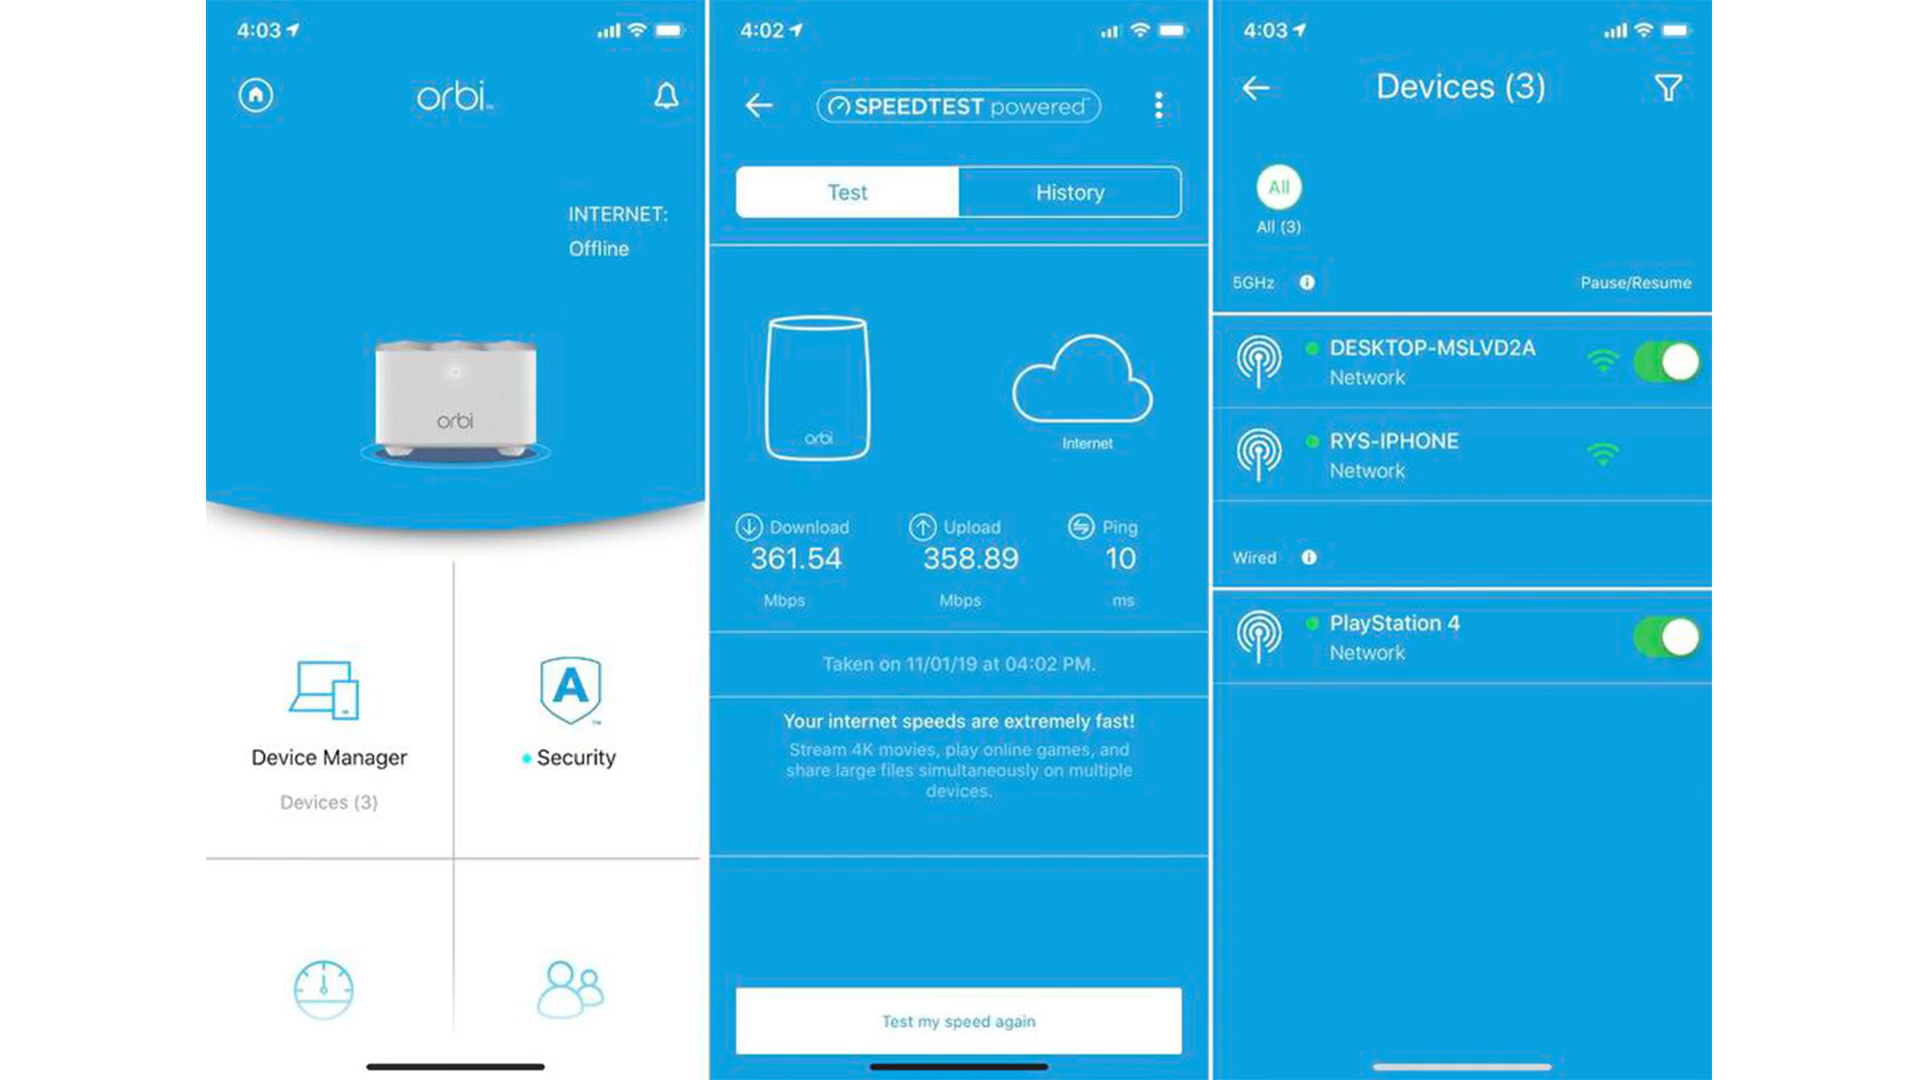 4:03
orbi
INTERNET:
Offline
orbi
Device Manager
Devices (3)
A
Security
4:02
SPEEDTEST powered
Test
History
orbi
Internet
Download
361.54
Mbps
Upload
358.89
Mbps
Ping
10
ms
Taken on 11/01/19 at 04:02 PM.
Your internet speeds are extremely fast!
Stream 4K movies, play online games, and
share large files simultaneously on multiple
devices.
Test my speed again
4:03
Devices (3)
All
All (3)
5GHz
Pause/Resume
DESKTOP-MSLVD2A
Network
RYS-IPHONE
Network
Wired
PlayStation 4
Network